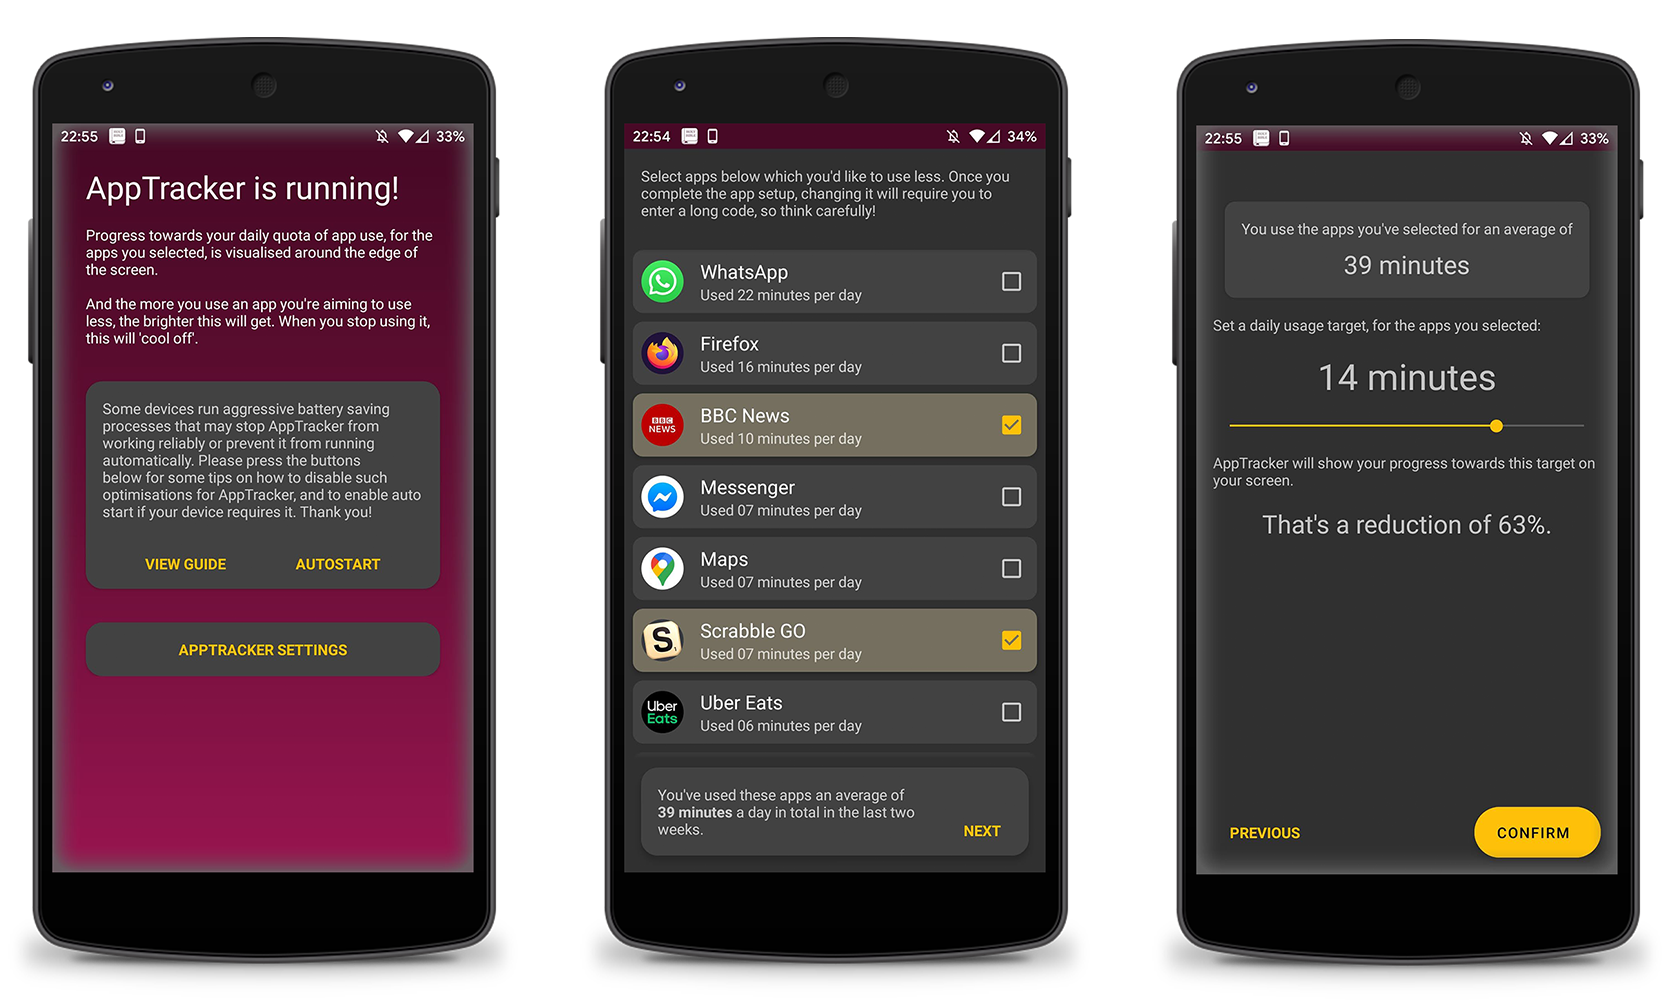 22:55
33%
AppTracker is running!
Progress towards your daily quota of app use, for the
apps you selected, is visualised around the edge of
the screen.
And the more you use an app you're aiming to use
less, the brighter this will get. When you stop using it,
this will 'cool off'.
Some devices run aggressive battery saving
processes that may stop AppTracker from
working reliably or prevent it from running
automatically. Please press the buttons
below for some tips on how to disable such
optimisations for AppTracker, and to enable auto
start if your device requires it. Thank you!
VIEW GUIDE
AUTOSTART
APPTRACKER SETTINGS
22:54
34%
Select apps below which you'd like to use less. Once you
complete the app setup, changing it will require you to
enter a long code, so think carefully!
WhatsApp
Used 22 minutes per day
Firefox
Used 16 minutes per day
BBC
NEWS
BBC News
Used 10 minutes per day
Messenger
Used 07 minutes per day
Maps
Used 07 minutes per day
S
Scrabble GO
Used 07 minutes per day
Uber
Eats
Uber Eats
Used 06 minutes per day
You've used these apps an average of
39 minutes a day in total in the last two
weeks.
NEXT
22:55
33%
You use the apps you've selected for an average of
39 minutes
Set a daily usage target, for the apps you selected:
14 minutes
AppTracker will show your progress towards this target on
your screen.
That's a reduction of 63%.
PREVIOUS
CONFIRM